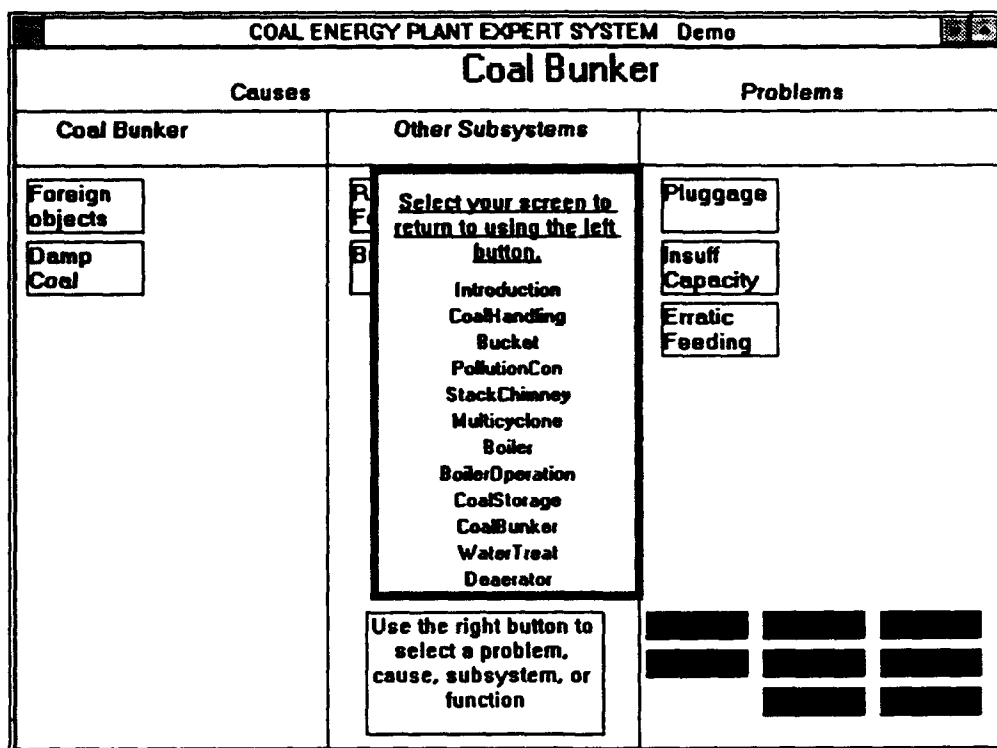 COAL ENERGY PLANT EXPERT SYSTEM Demo
Coal Bunker
Causes
Problems
Coal Bunker
Other Subsystems
Foreign
objects
Damp
Coal
Select your screen to
return to using the left
button.
Introduction
CoalHandling
Bucket
PollutionCon
StackChimney
Multicyclone
Boiler
BoilerOperation
CoalStorage
CoalBunker
WaterTreat
Deaerator
Pluggage
Insuff
Capacity
Erratic
Feeding
Use the right button to
select a problem,
cause, subsystem, or
function